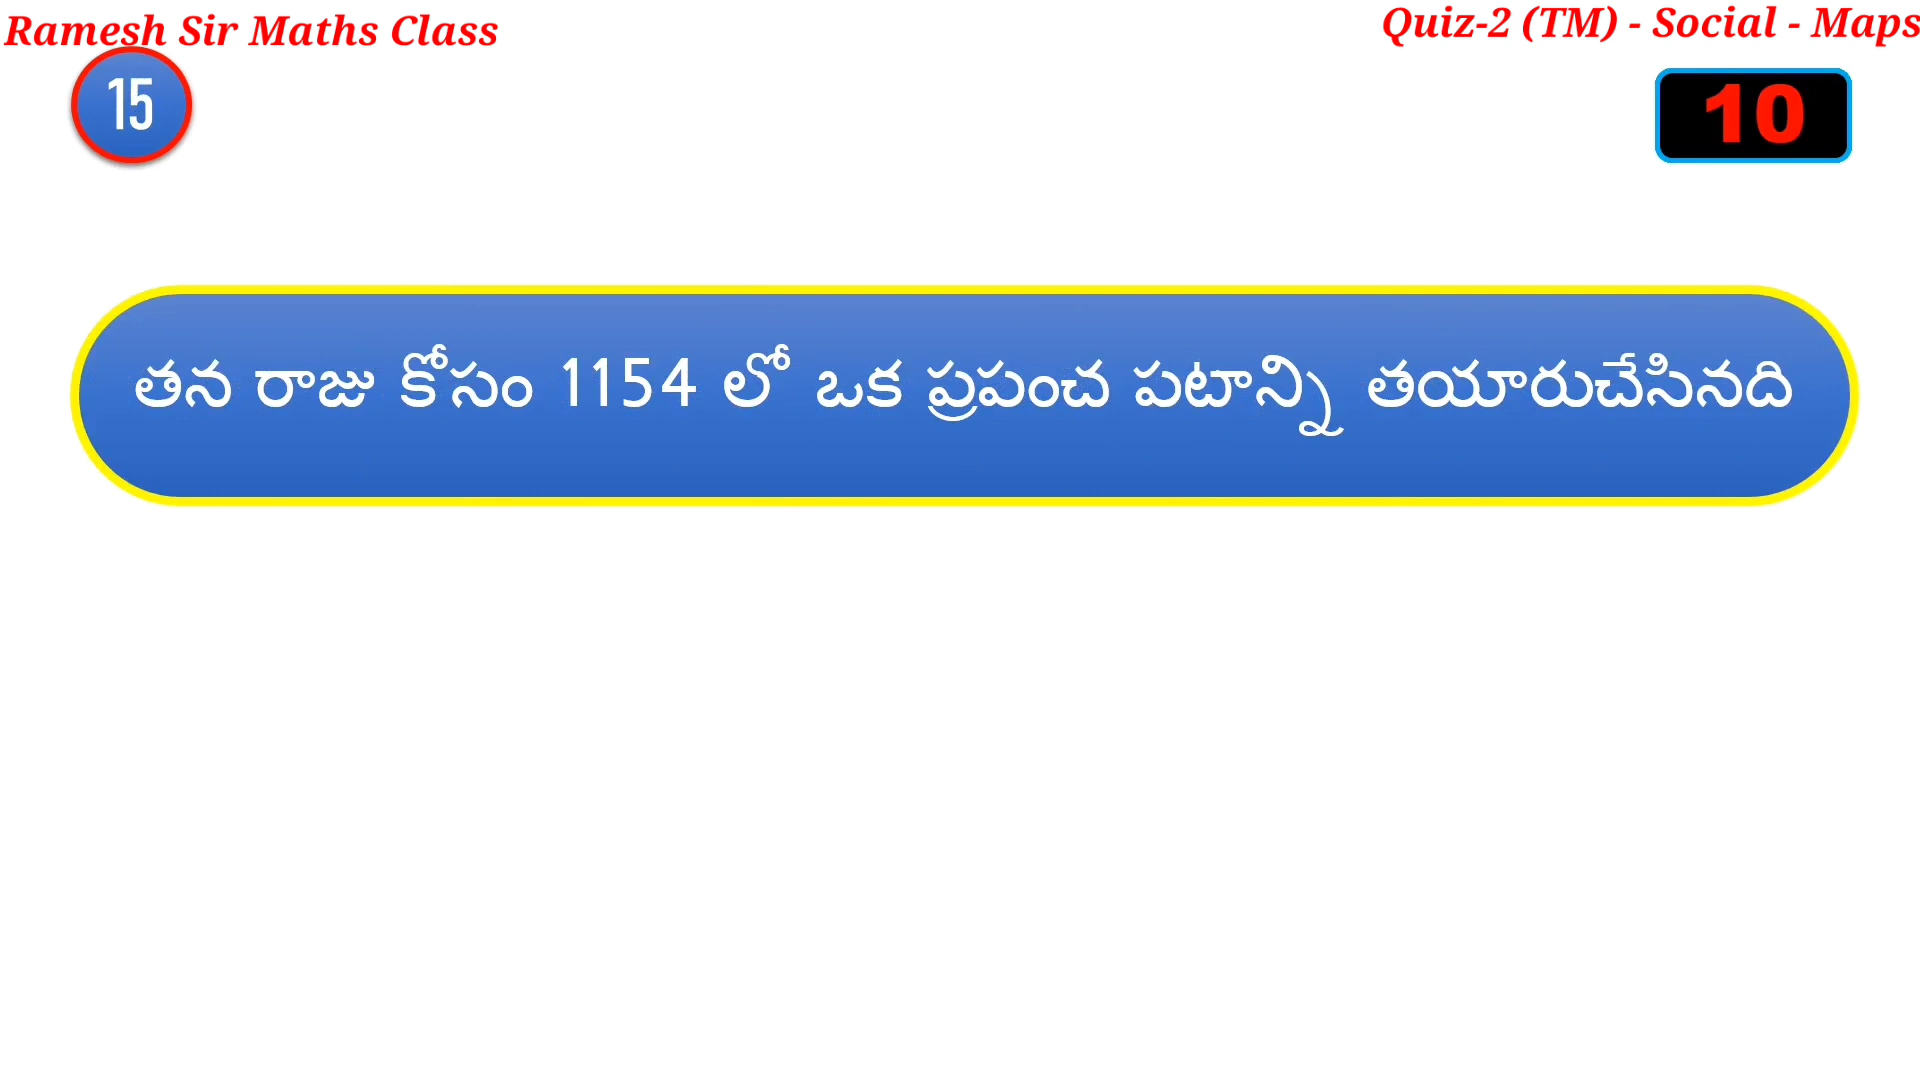 Ramesh Sir Maths Class
Quiz-2 (TM) - Social - Maps
15
10
తన రాజు కోసం 1154 లో ఒక ప్రపంచ పటాన్ని తయారుచేసినది